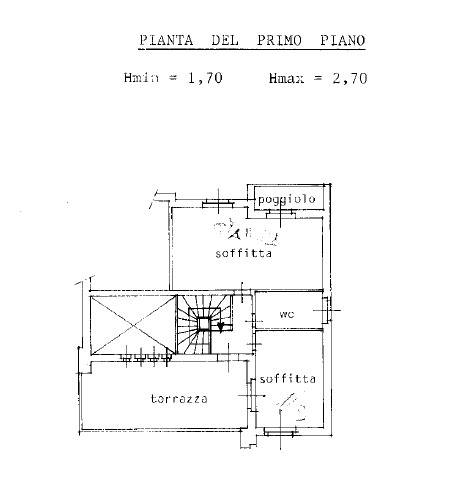 PIANTA DEL PRIMO PIANO
Hmin = 1,70 Hmax = 2,70
poggiolo
soffitta
wc
soffitta
terrazza